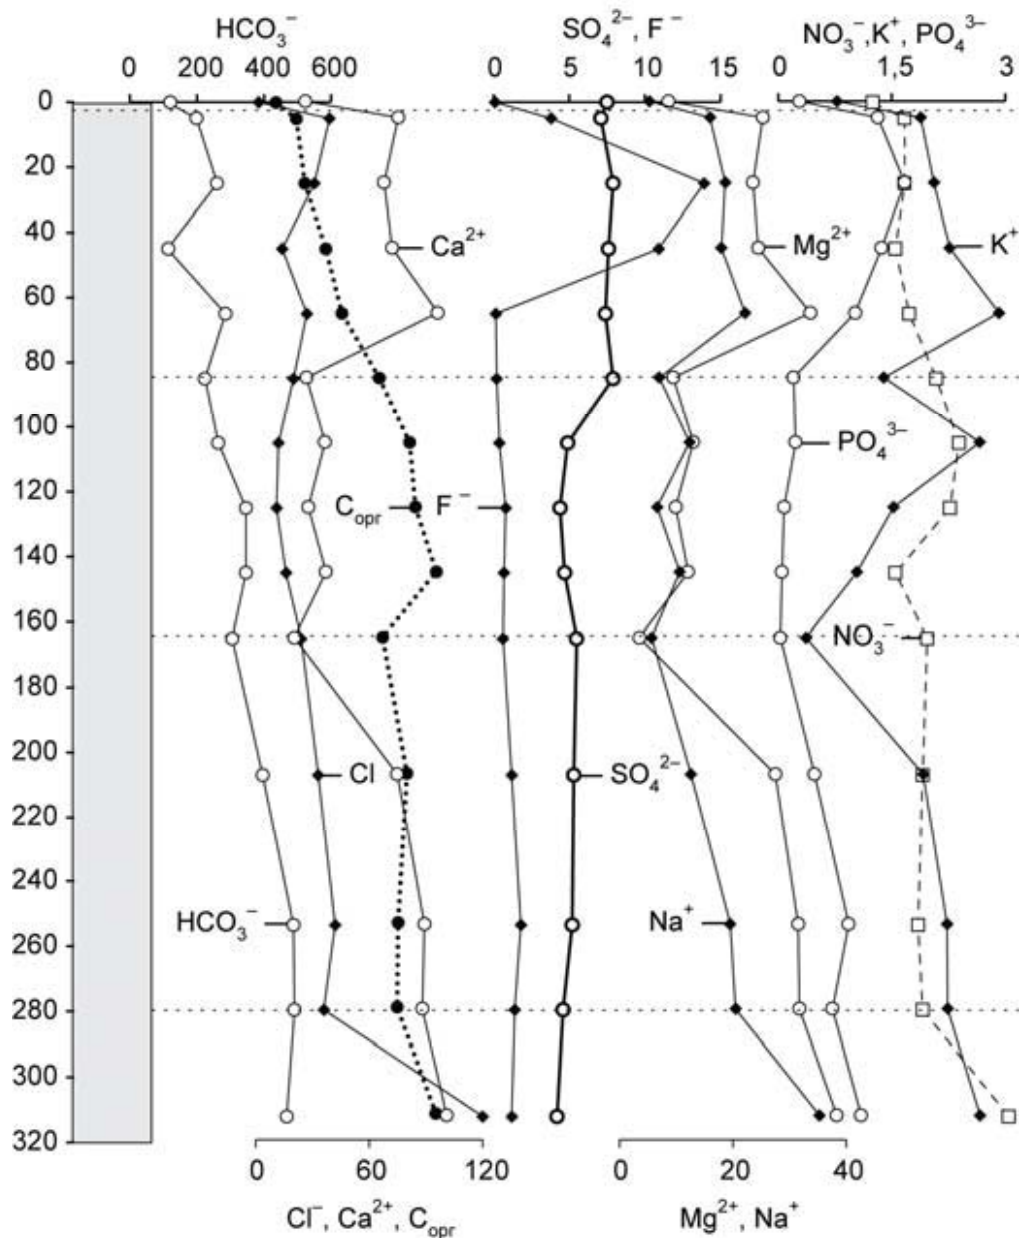 HCO₃⁻ SO₄²⁻, F⁻ NO₃⁻,K⁺, PO₄³⁻
0 200 400 600 0 5 10 15 0 1,5 3
0
20
40
Ca²⁺ Mg²⁺ K⁺
60
80
100
PO₄³⁻
120
C_opr F⁻
140
160
NO₃⁻
180
200
Cl SO₄²⁻
220
240
HCO₃⁻ Na⁺
260
280
300
320
0 60 120 0 20 40
Cl⁻, Ca²⁺, C_opr Mg²⁺, Na⁺